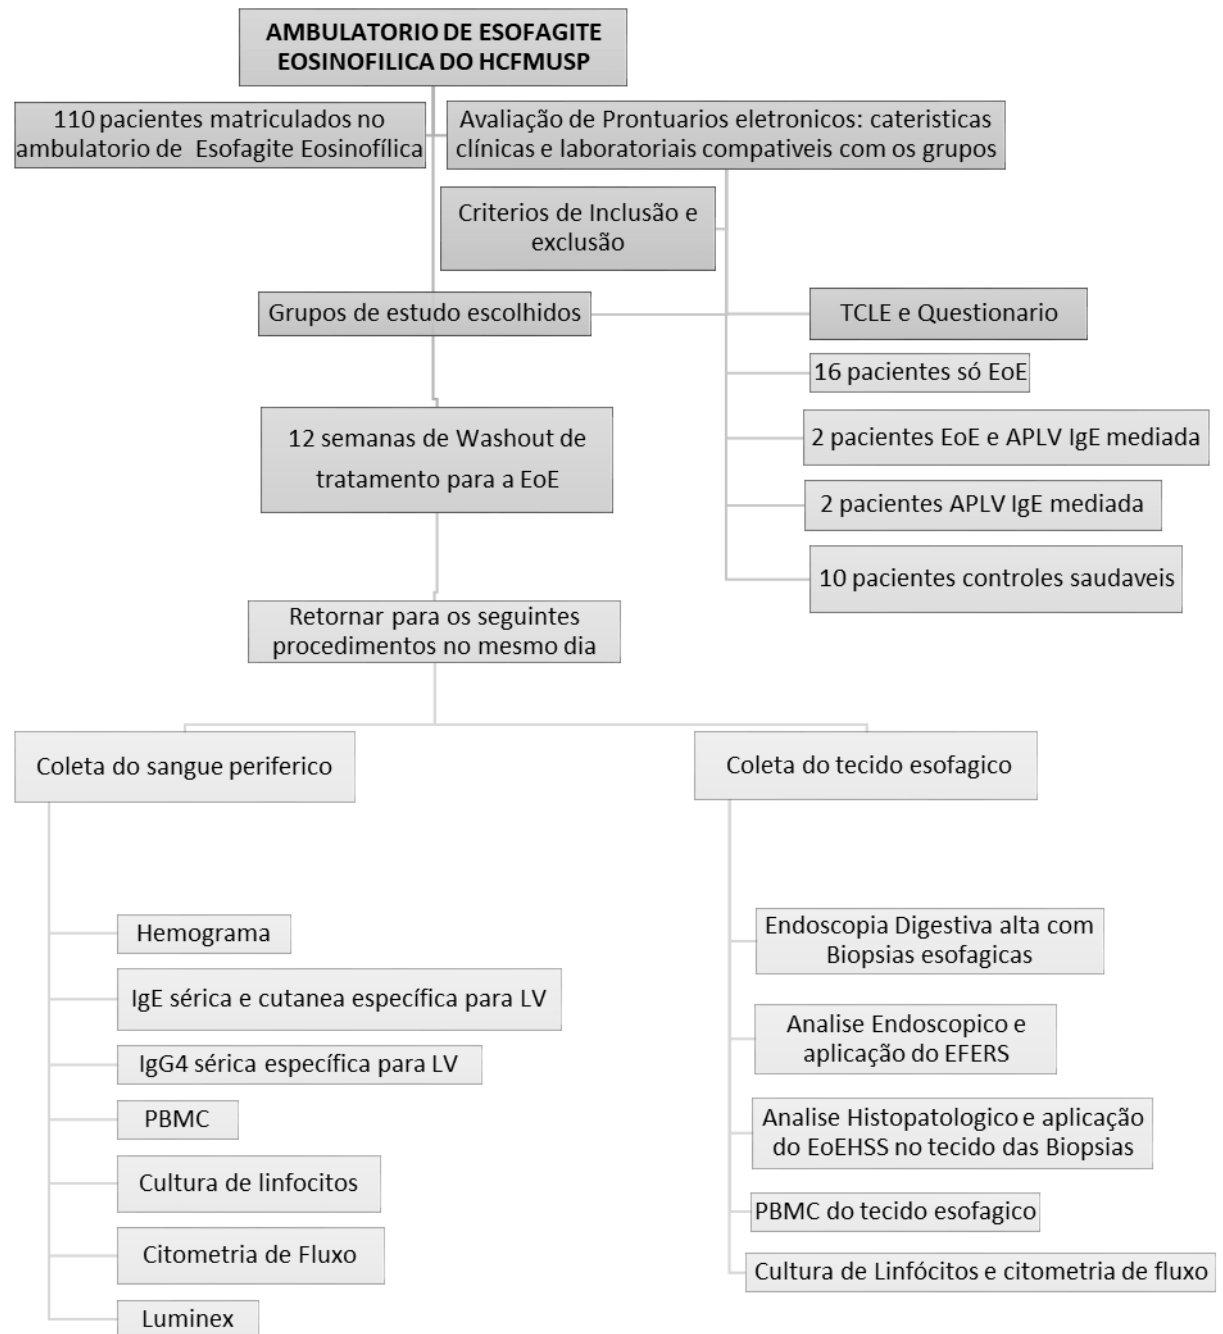 AMBULATORIO DE ESOFAGITE
EOSINOFILICA DO HCFMUSP
110 pacientes matriculados no
ambulatorio de Esofagite Eosinofílica
Avaliação de Prontuarios eletronicos: cateristicas
clínicas e laboratoriais compativeis com os grupos
Criterios de Inclusão e
exclusão
Grupos de estudo escolhidos
TCLE e Questionario
16 pacientes só EoE
2 pacientes EoE e APLV IgE mediada
2 pacientes APLV IgE mediada
10 pacientes controles saudaveis
12 semanas de Washout de
tratamento para a EoE
Retornar para os seguintes
procedimentos no mesmo dia
Coleta do sangue periferico
Hemograma
IgE sérica e cutanea específica para LV
IgG4 sérica específica para LV
PBMC
Cultura de linfocitos
Citometria de Fluxo
Luminex
Coleta do tecido esofagico
Endoscopia Digestiva alta com
Biopsias esofagicas
Analise Endoscopico e
aplicação do EFERS
Analise Histopatologico e aplicação
do EoEHSS no tecido das Biopsias
PBMC do tecido esofagico
Cultura de Linfócitos e citometria de fluxo